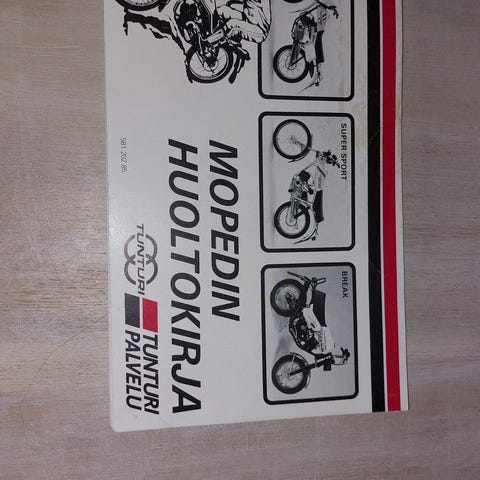 SUPER SPORT
BREAK
MOPEDIN
HUOLTOKIRJA
581 202 85
TUNTURI
TUNTURI
PALVELU